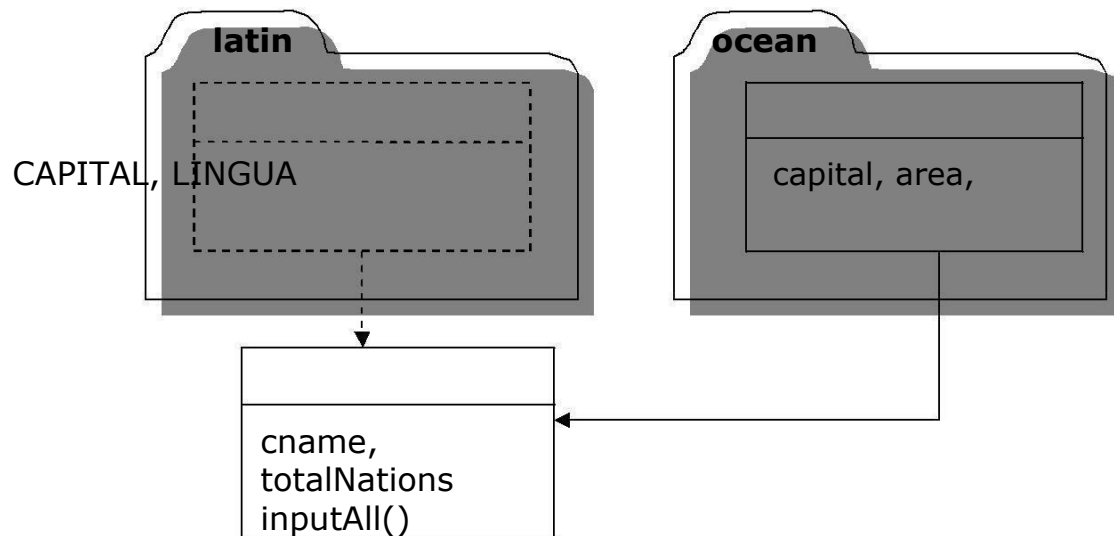 latin
ocean
CAPITAL, LINGUA
capital, area,
cname,
totalNations
inputAll()